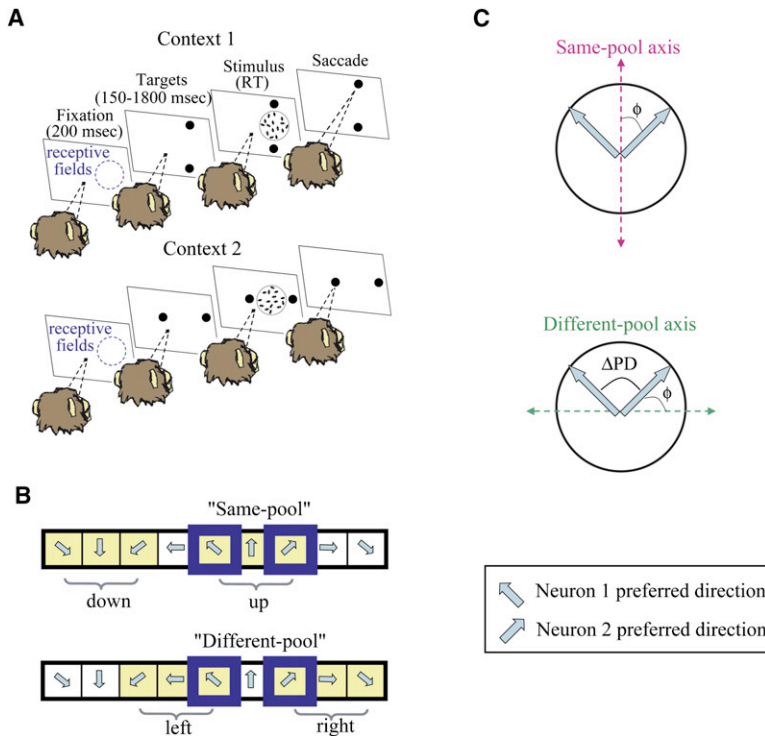 A
Context 1
Fixation
(200 msec)
Targets
(150-1800 msec)
Stimulus
(RT)
Saccade
receptive
fields
Context 2
receptive
fields
B
"Same-pool"
down
up
"Different-pool"
left
right
C
Same-pool axis
ϕ
Different-pool axis
ΔPD
ϕ
Neuron 1 preferred direction
Neuron 2 preferred direction